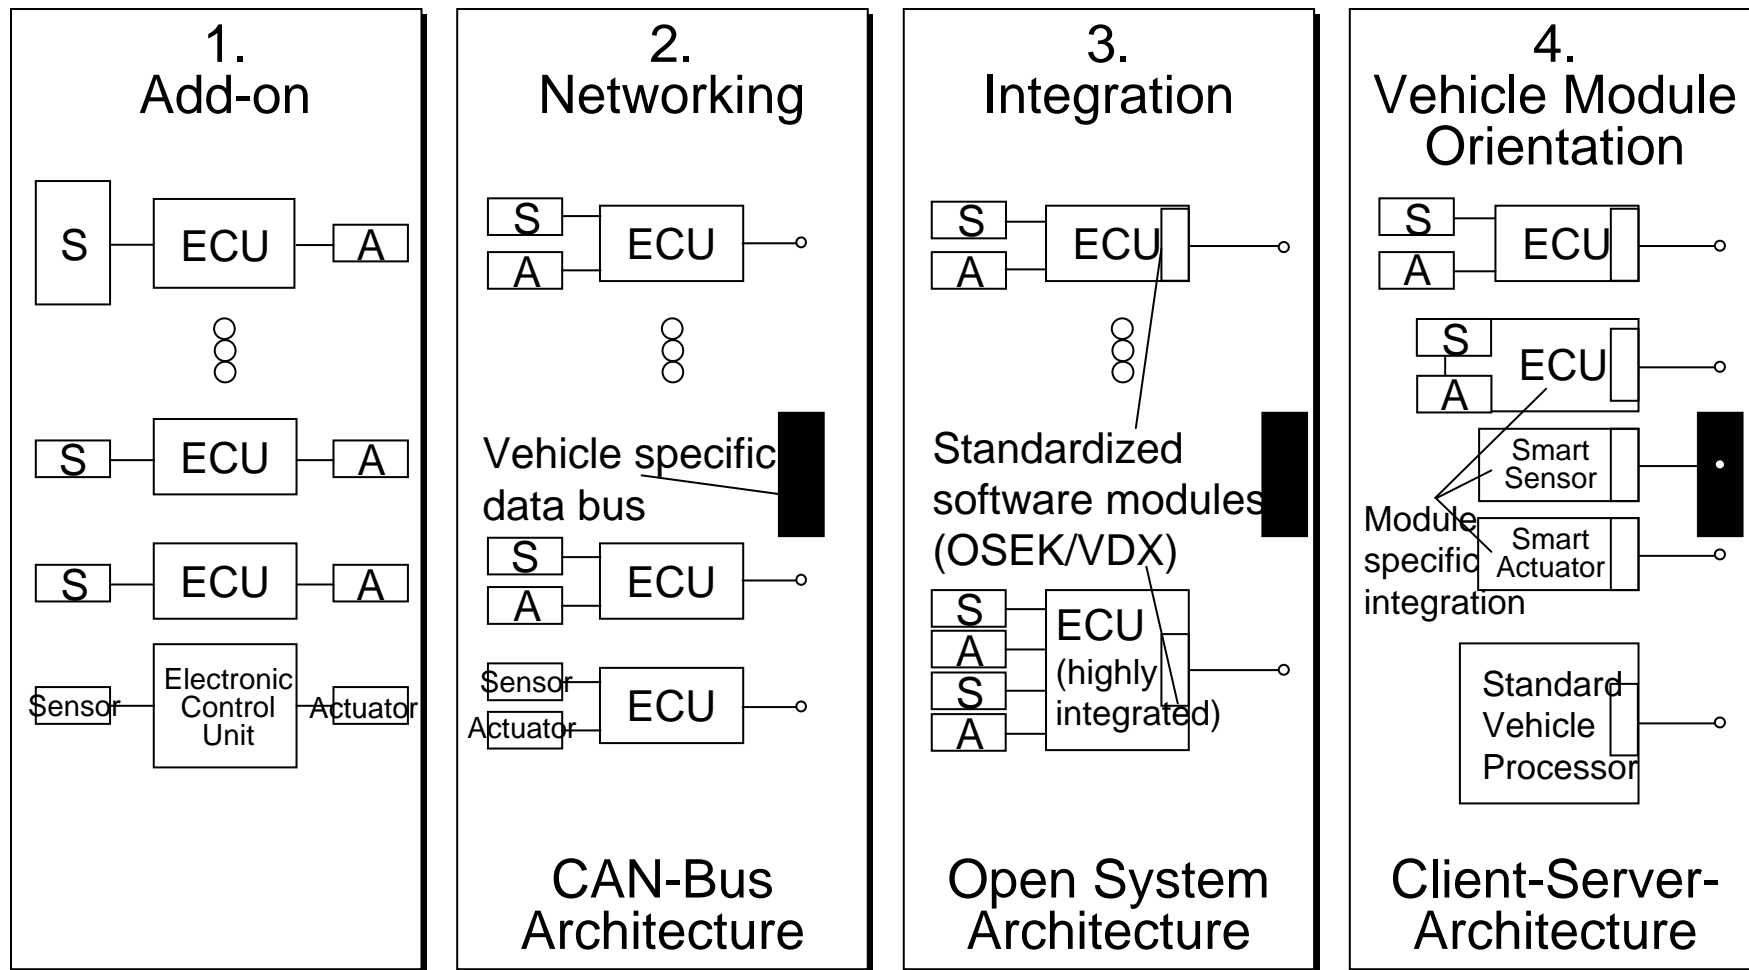 1.
Add-on
S
ECU
A
S
ECU
A
S
ECU
A
Sensor
Electronic
Control
Unit
Actuator
2.
Networking
S
A
ECU
Vehicle specific
data bus
S
A
ECU
Sensor
Actuator
ECU
CAN-Bus
Architecture
3.
Integration
S
A
ECU
Standardized
software modules
(OSEK/VDX)
S
A
S
A
ECU
(highly
integrated)
Open System
Architecture
4.
Vehicle Module
Orientation
S
A
ECU
S
A
ECU
Smart
Sensor
Smart
Actuator
Module
specific
integration
Standard
Vehicle
Processor
Client-Server-
Architecture